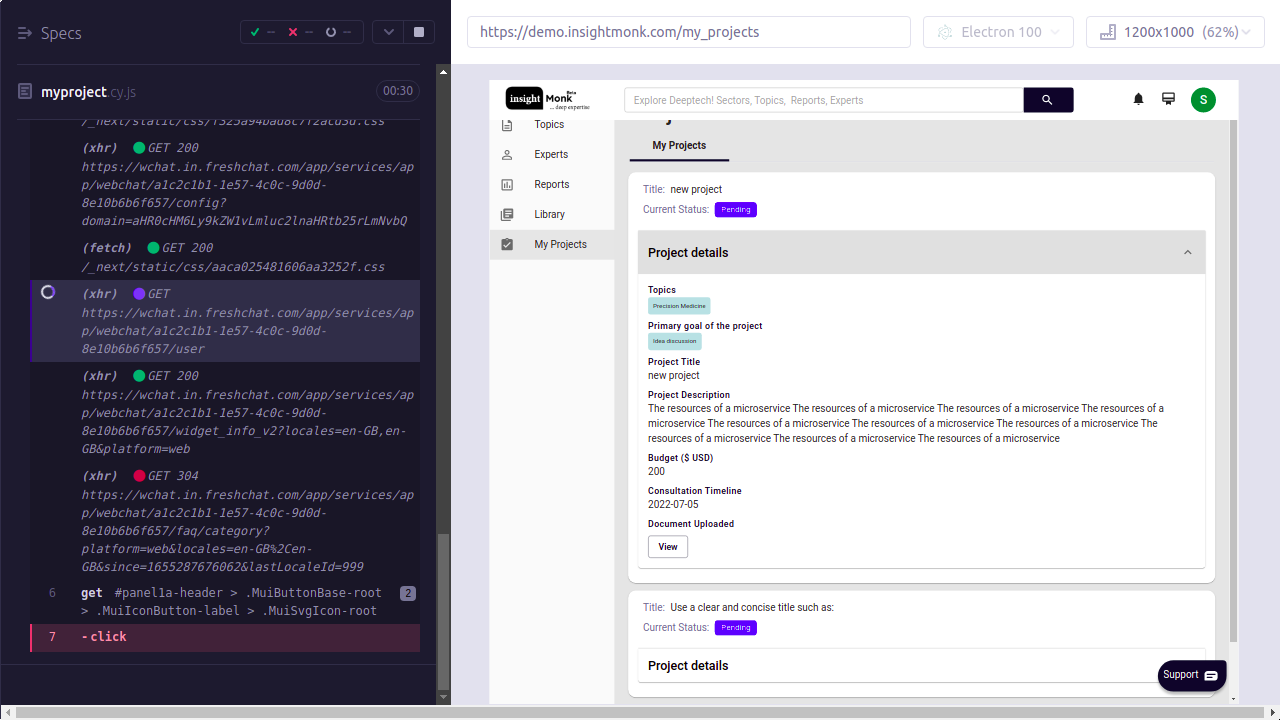 Specs
--
--
--
https://demo.insightmonk.com/my_projects
Electron 100
1200x1000 (62%)
myproject.cy.js
00:30
/_next/static/css/f325a94bad8c7f2acd3d.css
(xhr) GET 200
https://wchat.in.freshchat.com/app/services/ap
p/webchat/a1c2c1b1-1e57-4c0c-9d0d-
8e10b6b6f657/config?
domain=aHR0cHM6Ly9kZW1vLmluc2lnaHRtb25rLmNvbQ
(fetch) GET 200
/_next/static/css/aaca025481606aa3252f.css
(xhr) GET
https://wchat.in.freshchat.com/app/services/ap
p/webchat/a1c2c1b1-1e57-4c0c-9d0d-
8e10b6b6f657/user
(xhr) GET 200
https://wchat.in.freshchat.com/app/services/ap
p/webchat/a1c2c1b1-1e57-4c0c-9d0d-
8e10b6b6f657/widget_info_v2?locales=en-GB,en-
GB&platform=web
(xhr) GET 304
https://wchat.in.freshchat.com/app/services/ap
p/webchat/a1c2c1b1-1e57-4c0c-9d0d-
8e10b6b6f657/faq/category?
platform=web&locales=en-GB%2Cen-
GB&since=1655287676062&lastLocaleId=999
6 get #panel1a-header > .MuiButtonBase-root 2
> .MuiIconButton-label > .MuiSvgIcon-root
7 -click
insight Monk Beta
... deep expertise
Explore Deeptech! Sectors, Topics, Reports, Experts
S
Topics
Experts
Reports
Library
My Projects
My Projects
Title: new project
Current Status: Pending
Project details
Topics
Precision Medicine
Primary goal of the project
Idea discussion
Project Title
new project
Project Description
The resources of a microservice The resources of a microservice The resources of a microservice The resources of a
microservice The resources of a microservice The resources of a microservice The resources of a microservice The
resources of a microservice The resources of a microservice The resources of a microservice
Budget ($ USD)
200
Consultation Timeline
2022-07-05
Document Uploaded
View
Title: Use a clear and concise title such as:
Current Status: Pending
Project details
Support